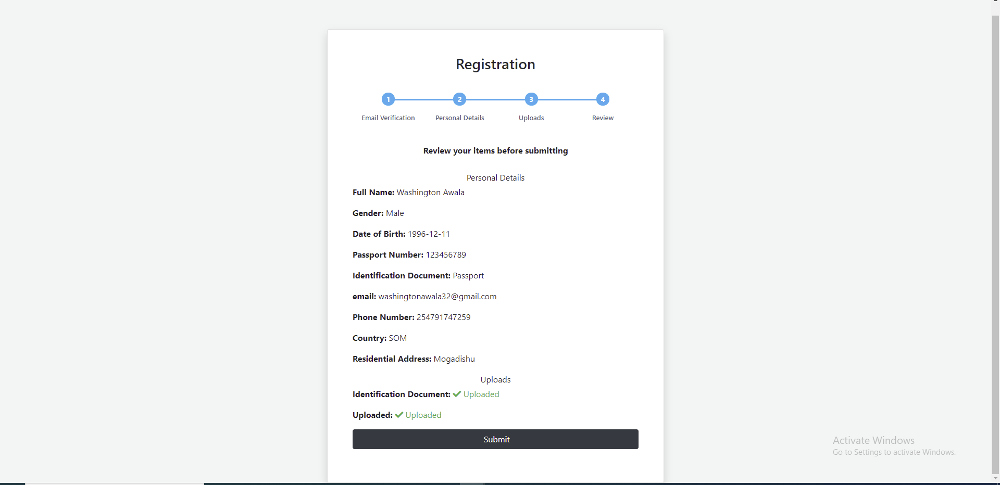 Registration
1 2 3 4
Email Verification Personal Details Uploads Review
Review your items before submitting
Personal Details
Full Name: Washington Awala
Gender: Male
Date of Birth: 1996-12-11
Passport Number: 123456789
Identification Document: Passport
email: washingtonawala32@gmail.com
Phone Number: 254791747259
Country: SOM
Residential Address: Mogadishu
Uploads
Identification Document: ✔ Uploaded
Uploaded: ✔ Uploaded
Submit
Activate Windows
Go to Settings to activate Windows.